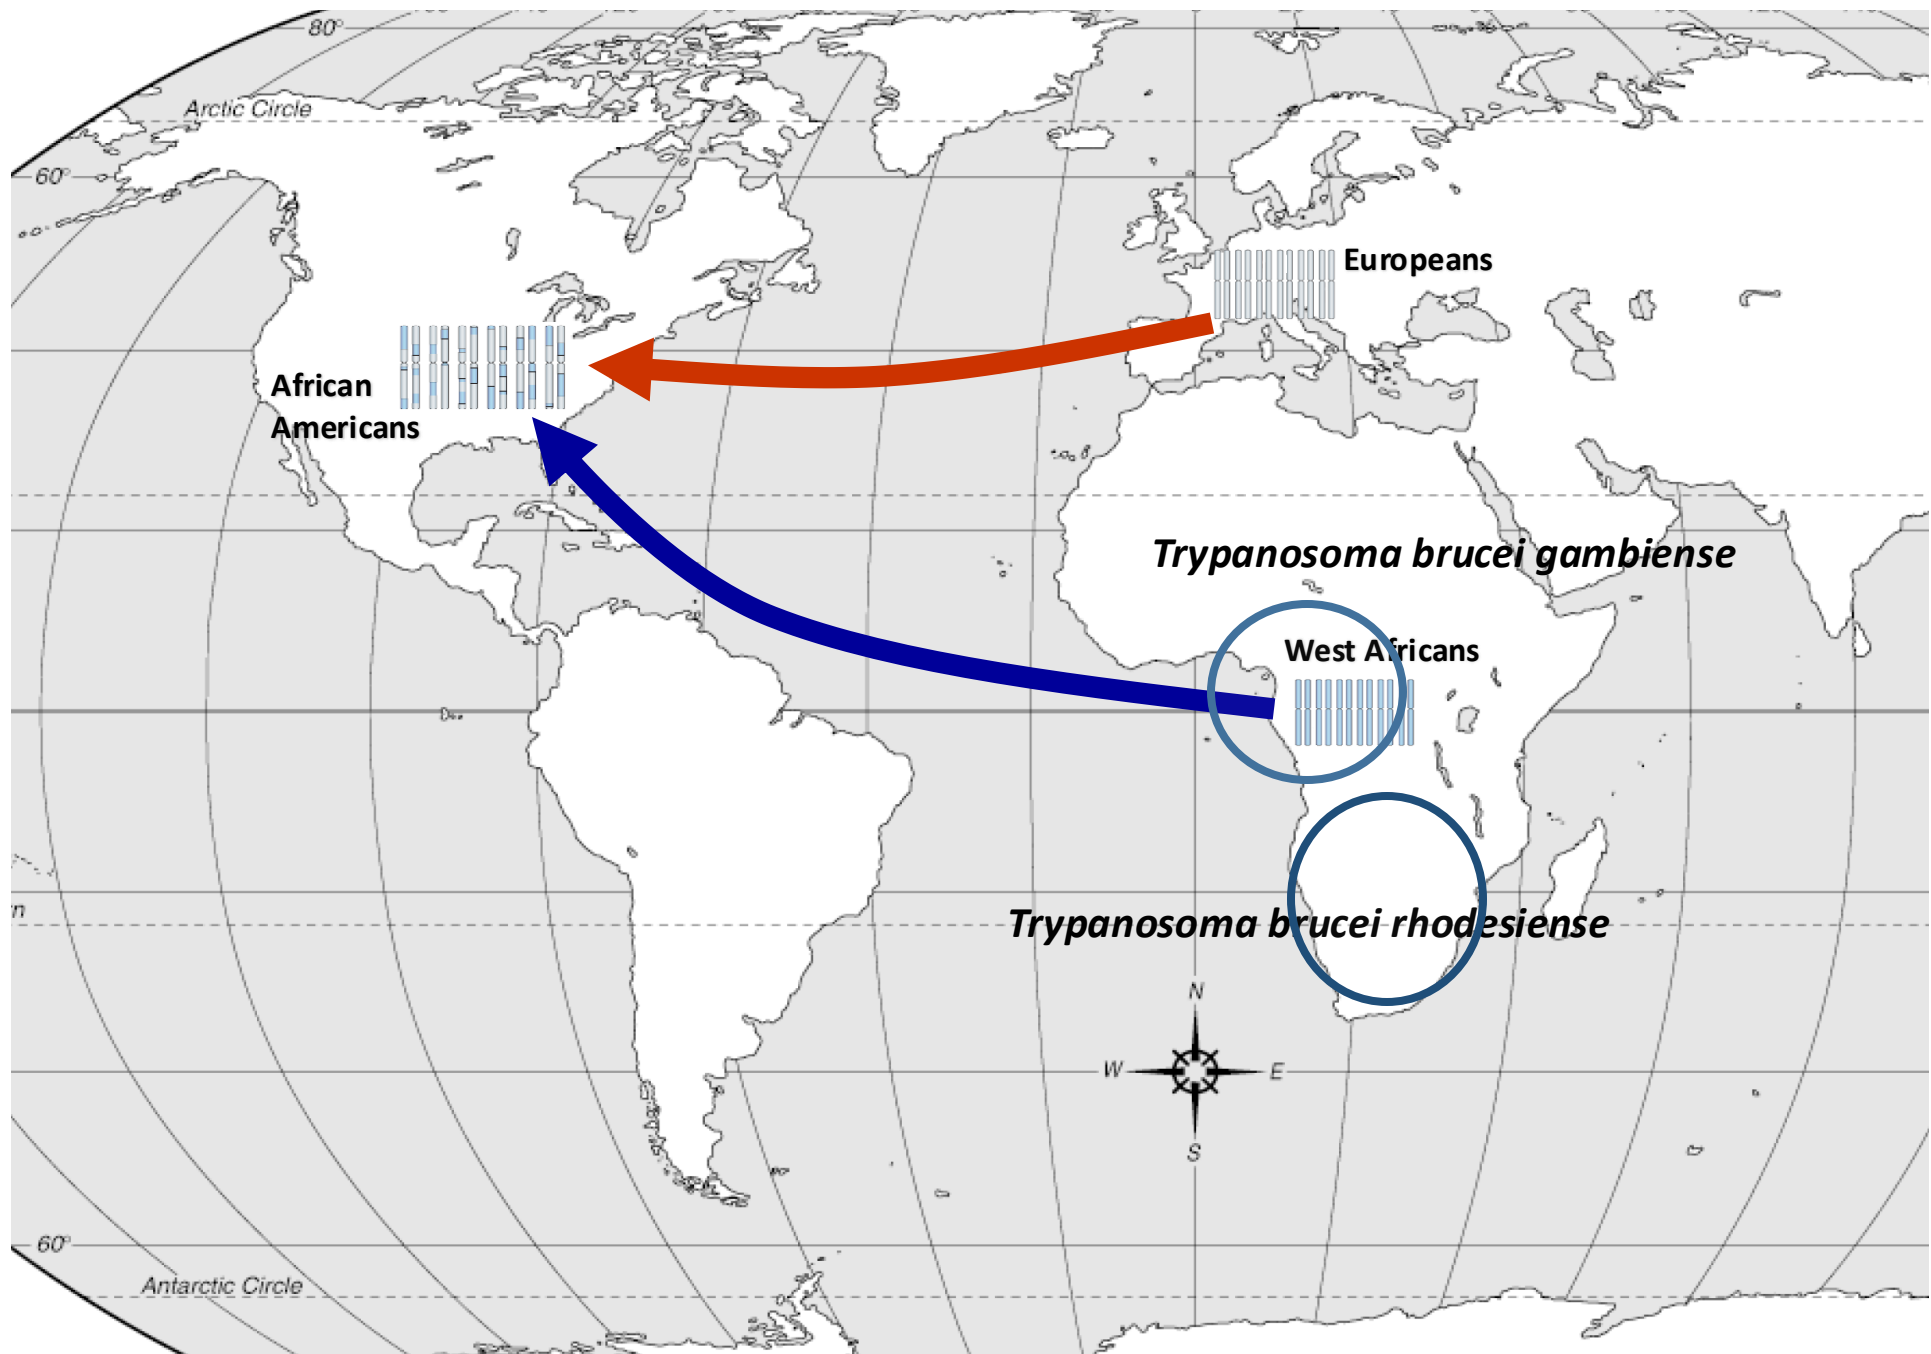 80°
Arctic Circle
60°
Europeans
African
Americans
Trypanosoma brucei gambiense
West Africans
Trypanosoma brucei rhodesiense
N
W
E
S
60°
Antarctic Circle